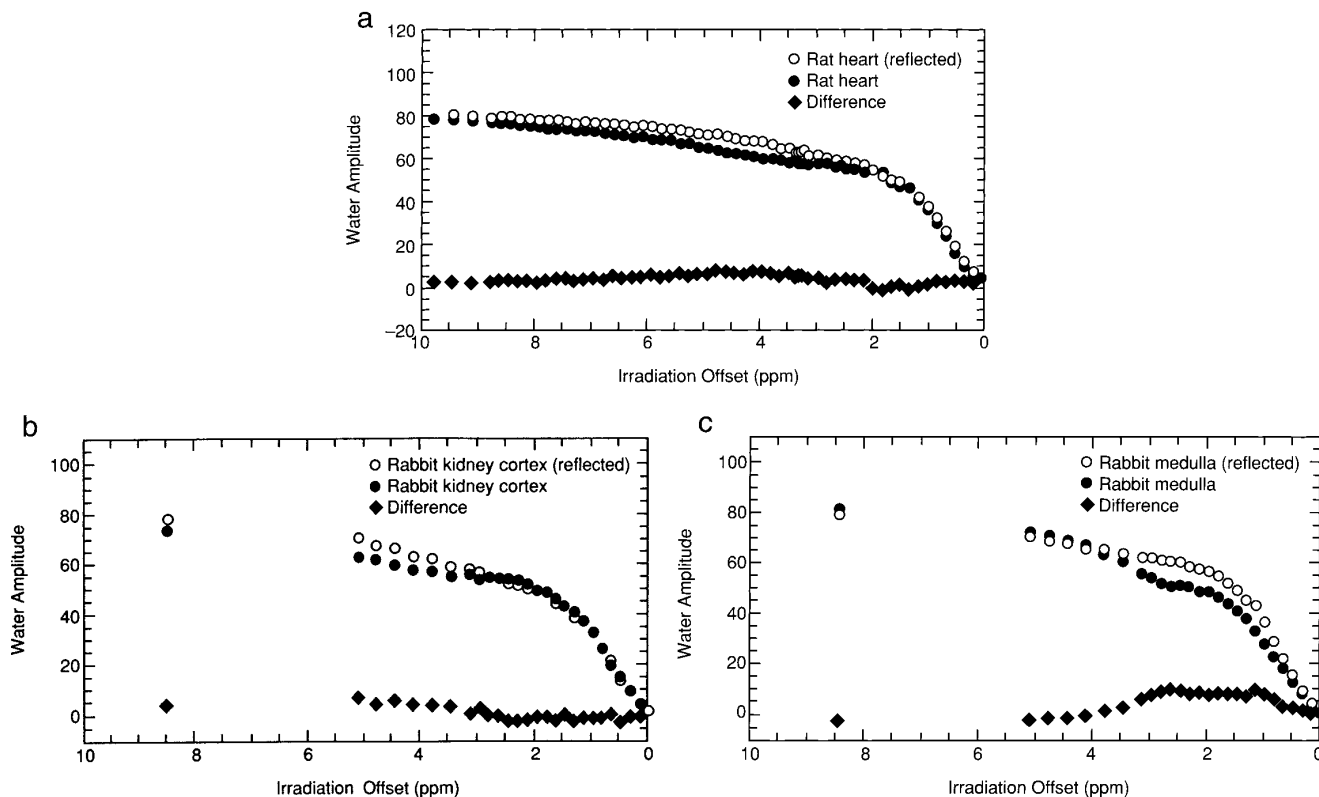 a
120
100
80
60
40
20
0
−20
Water Amplitude
Rat heart (reflected)
Rat heart
Difference
10 8 6 4 2 0
Irradiation Offset (ppm)
b
100
80
60
40
20
0
Water Amplitude
Rabbit kidney cortex (reflected)
Rabbit kidney cortex
Difference
10 8 6 4 2 0
Irradiation Offset (ppm)
c
100
80
60
40
20
0
Water Amplitude
Rabbit medulla (reflected)
Rabbit medulla
Difference
10 8 6 4 2 0
Irradiation Offset (ppm)